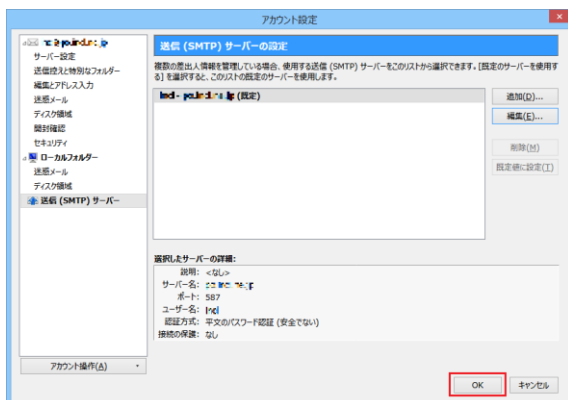 アカウント設定
サーバー設定
送信控えと特別なフォルダー
編集とアドレス入力
迷惑メール
ディスク領域
開封確認
セキュリティ
ローカルフォルダー
迷惑メール
ディスク領域
送信 (SMTP) サーバー
アカウント操作(A)
送信 (SMTP) サーバーの設定
複数の差出人情報を管理している場合、使用する送信 (SMTP) サーバーをこのリストから選択できます。[既定のサーバーを使用す
る] を選択すると、このリストの既定のサーバーを使用します。
(既定)
追加(D)...
編集(E)...
削除(M)
既定値に設定(T)
選択したサーバーの詳細:
説明: <なし>
サーバー名:
ポート: 587
ユーザー名:
認証方式: 平文のパスワード認証 (安全でない)
接続の保護: なし
OK
キャンセル